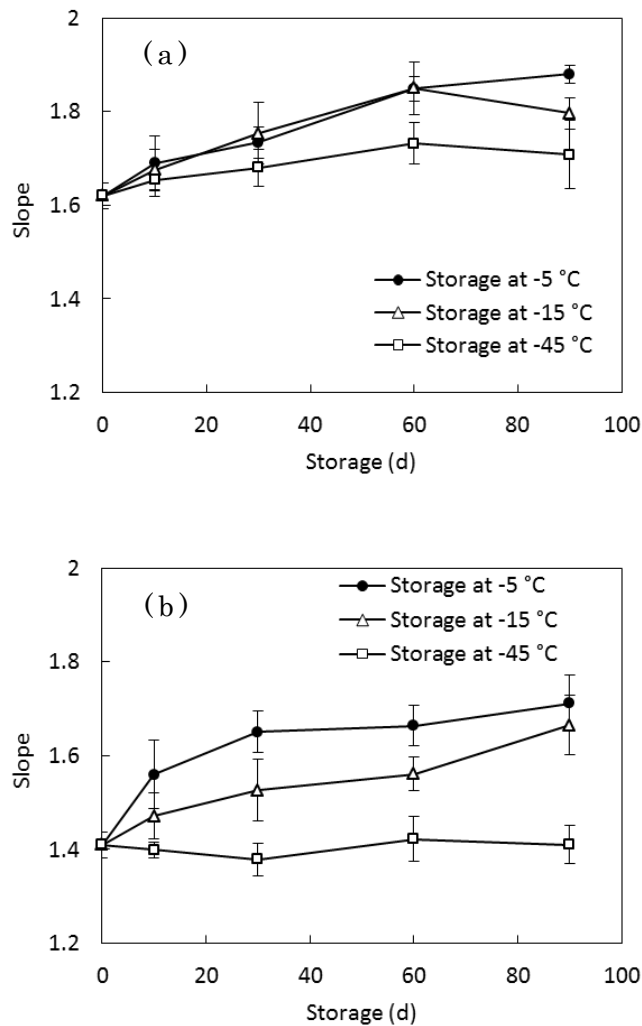 2
(a)
1.8
1.6
Slope
Storage at -5 °C
1.4
Storage at -15 °C
Storage at -45 °C
1.2
0 20 40 60 80 100
Storage (d)
2
Storage at -5 °C
(b)
Storage at -15 °C
1.8
Storage at -45 °C
1.6
Slope
1.4
1.2
0 20 40 60 80 100
Storage (d)